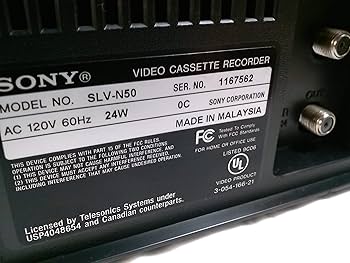 SONY®
VIDEO CASSETTE RECORDER
MODEL NO. SLV-N50
SER. NO. 1167562
AC 120V 60Hz 24W
0C SONY CORPORATION
MADE IN MALAYSIA
THIS DEVICE COMPLIES WITH PART 15 OF THE FCC RULES.
OPERATION IS SUBJECT TO THE FOLLOWING TWO CONDITIONS:
(1) THIS DEVICE MAY NOT CAUSE HARMFUL INTERFERENCE, AND
(2) THIS DEVICE MUST ACCEPT ANY INTERFERENCE RECEIVED,
INCLUDING INTERFERENCE THAT MAY CAUSE UNDESIRED OPERATION.
FC
Tested To Comply
With FCC Standards
FOR HOME OR OFFICE USE
LISTED 9C06
UL
®
VIDEO PRODUCT
3-064-166-21
Licensed by Telesonics Systems under
USP4048654 and Canadian counterparts.
OUT
IN